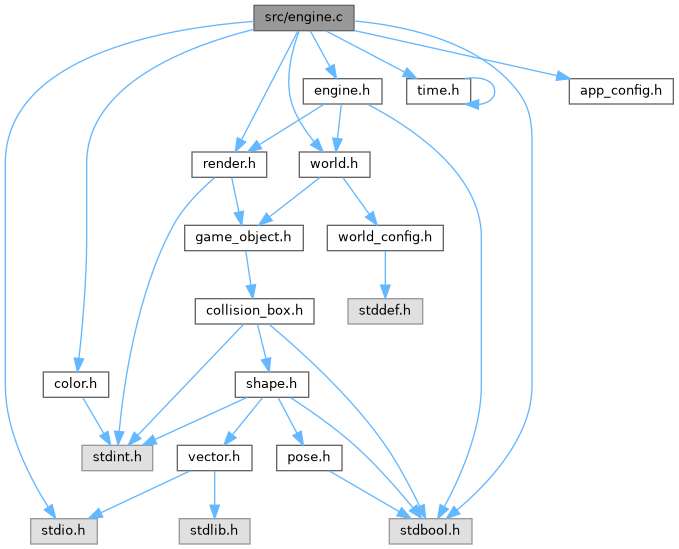 src/engine.c
engine.h
time.h
app_config.h
render.h
world.h
game_object.h
world_config.h
collision_box.h
stddef.h
color.h
shape.h
stdint.h
vector.h
pose.h
stdio.h
stdlib.h
stdbool.h